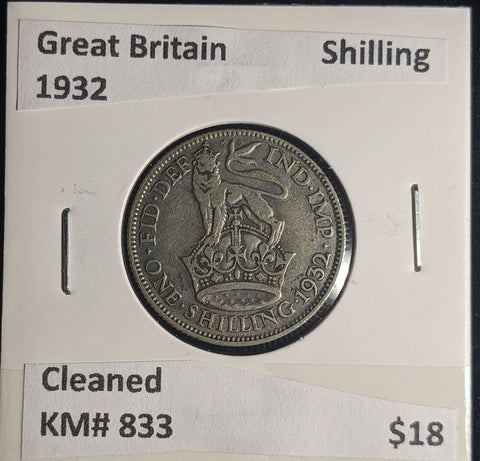 Great Britain Shilling
1932
· FID · DEF IND · IMP ·
ONE · SHILLING · 1932
Cleaned
KM# 833 $18